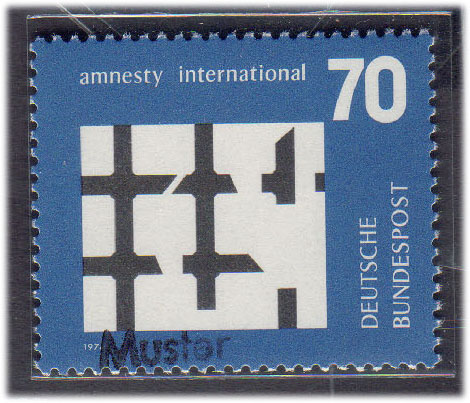 amnesty international
70
DEUTSCHE
BUNDESPOST
Muster